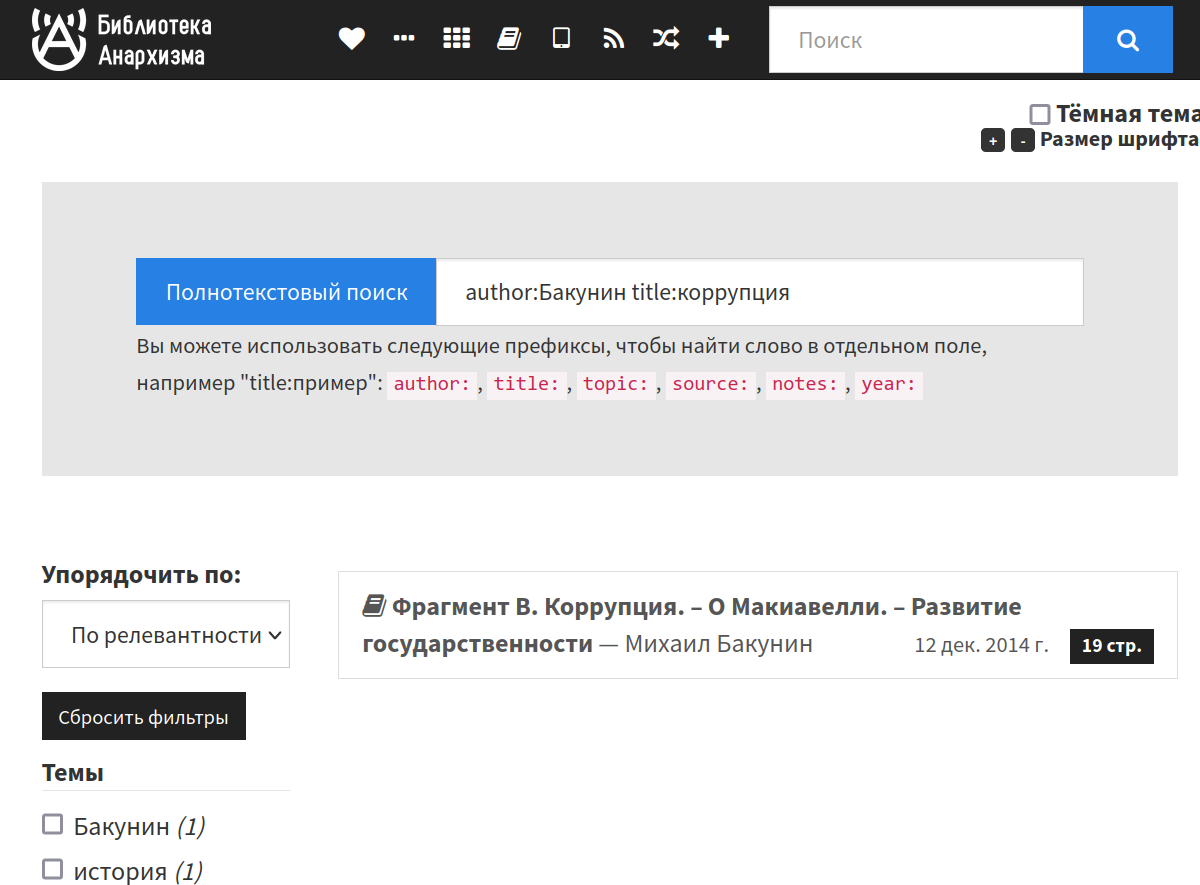 Библиотека
Анархизма
Поиск
Тёмная тема
+ - Размер шрифта
Полнотекстовый поиск author:Бакунин title:коррупция
Вы можете использовать следующие префиксы, чтобы найти слово в отдельном поле,
например "title:пример": author: , title: , topic: , source: , notes: , year:
Упорядочить по:
По релевантности
Сбросить фильтры
Темы
Бакунин (1)
история (1)
Фрагмент В. Коррупция. – О Макиавелли. – Развитие
государственности — Михаил Бакунин 12 дек. 2014 г. 19 стр.